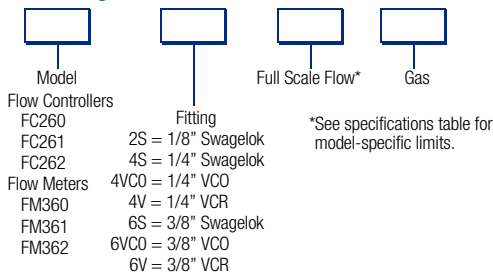 Model
Flow Controllers
FC260
FC261
FC262
Flow Meters
FM360
FM361
FM362
Fitting
2S = 1/8” Swagelok
4S = 1/4” Swagelok
4VC0 = 1/4” VCO
4V = 1/4” VCR
6S = 3/8” Swagelok
6VC0 = 3/8” VCO
6V = 3/8” VCR
Full Scale Flow*
Gas
*See specifications table for
model-specific limits.